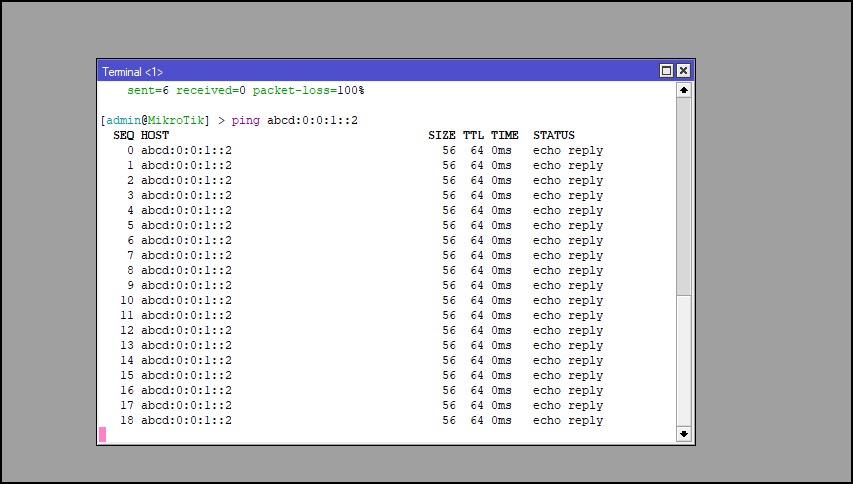 Terminal <1>
sent=6 received=0 packet-loss=100%
[admin@MikroTik] > ping abcd:0:0:1::2
SEQ HOST SIZE TTL TIME STATUS
0 abcd:0:0:1::2 56 64 0ms echo reply
1 abcd:0:0:1::2 56 64 0ms echo reply
2 abcd:0:0:1::2 56 64 0ms echo reply
3 abcd:0:0:1::2 56 64 0ms echo reply
4 abcd:0:0:1::2 56 64 0ms echo reply
5 abcd:0:0:1::2 56 64 0ms echo reply
6 abcd:0:0:1::2 56 64 0ms echo reply
7 abcd:0:0:1::2 56 64 0ms echo reply
8 abcd:0:0:1::2 56 64 0ms echo reply
9 abcd:0:0:1::2 56 64 0ms echo reply
10 abcd:0:0:1::2 56 64 0ms echo reply
11 abcd:0:0:1::2 56 64 0ms echo reply
12 abcd:0:0:1::2 56 64 0ms echo reply
13 abcd:0:0:1::2 56 64 0ms echo reply
14 abcd:0:0:1::2 56 64 0ms echo reply
15 abcd:0:0:1::2 56 64 0ms echo reply
16 abcd:0:0:1::2 56 64 0ms echo reply
17 abcd:0:0:1::2 56 64 0ms echo reply
18 abcd:0:0:1::2 56 64 0ms echo reply